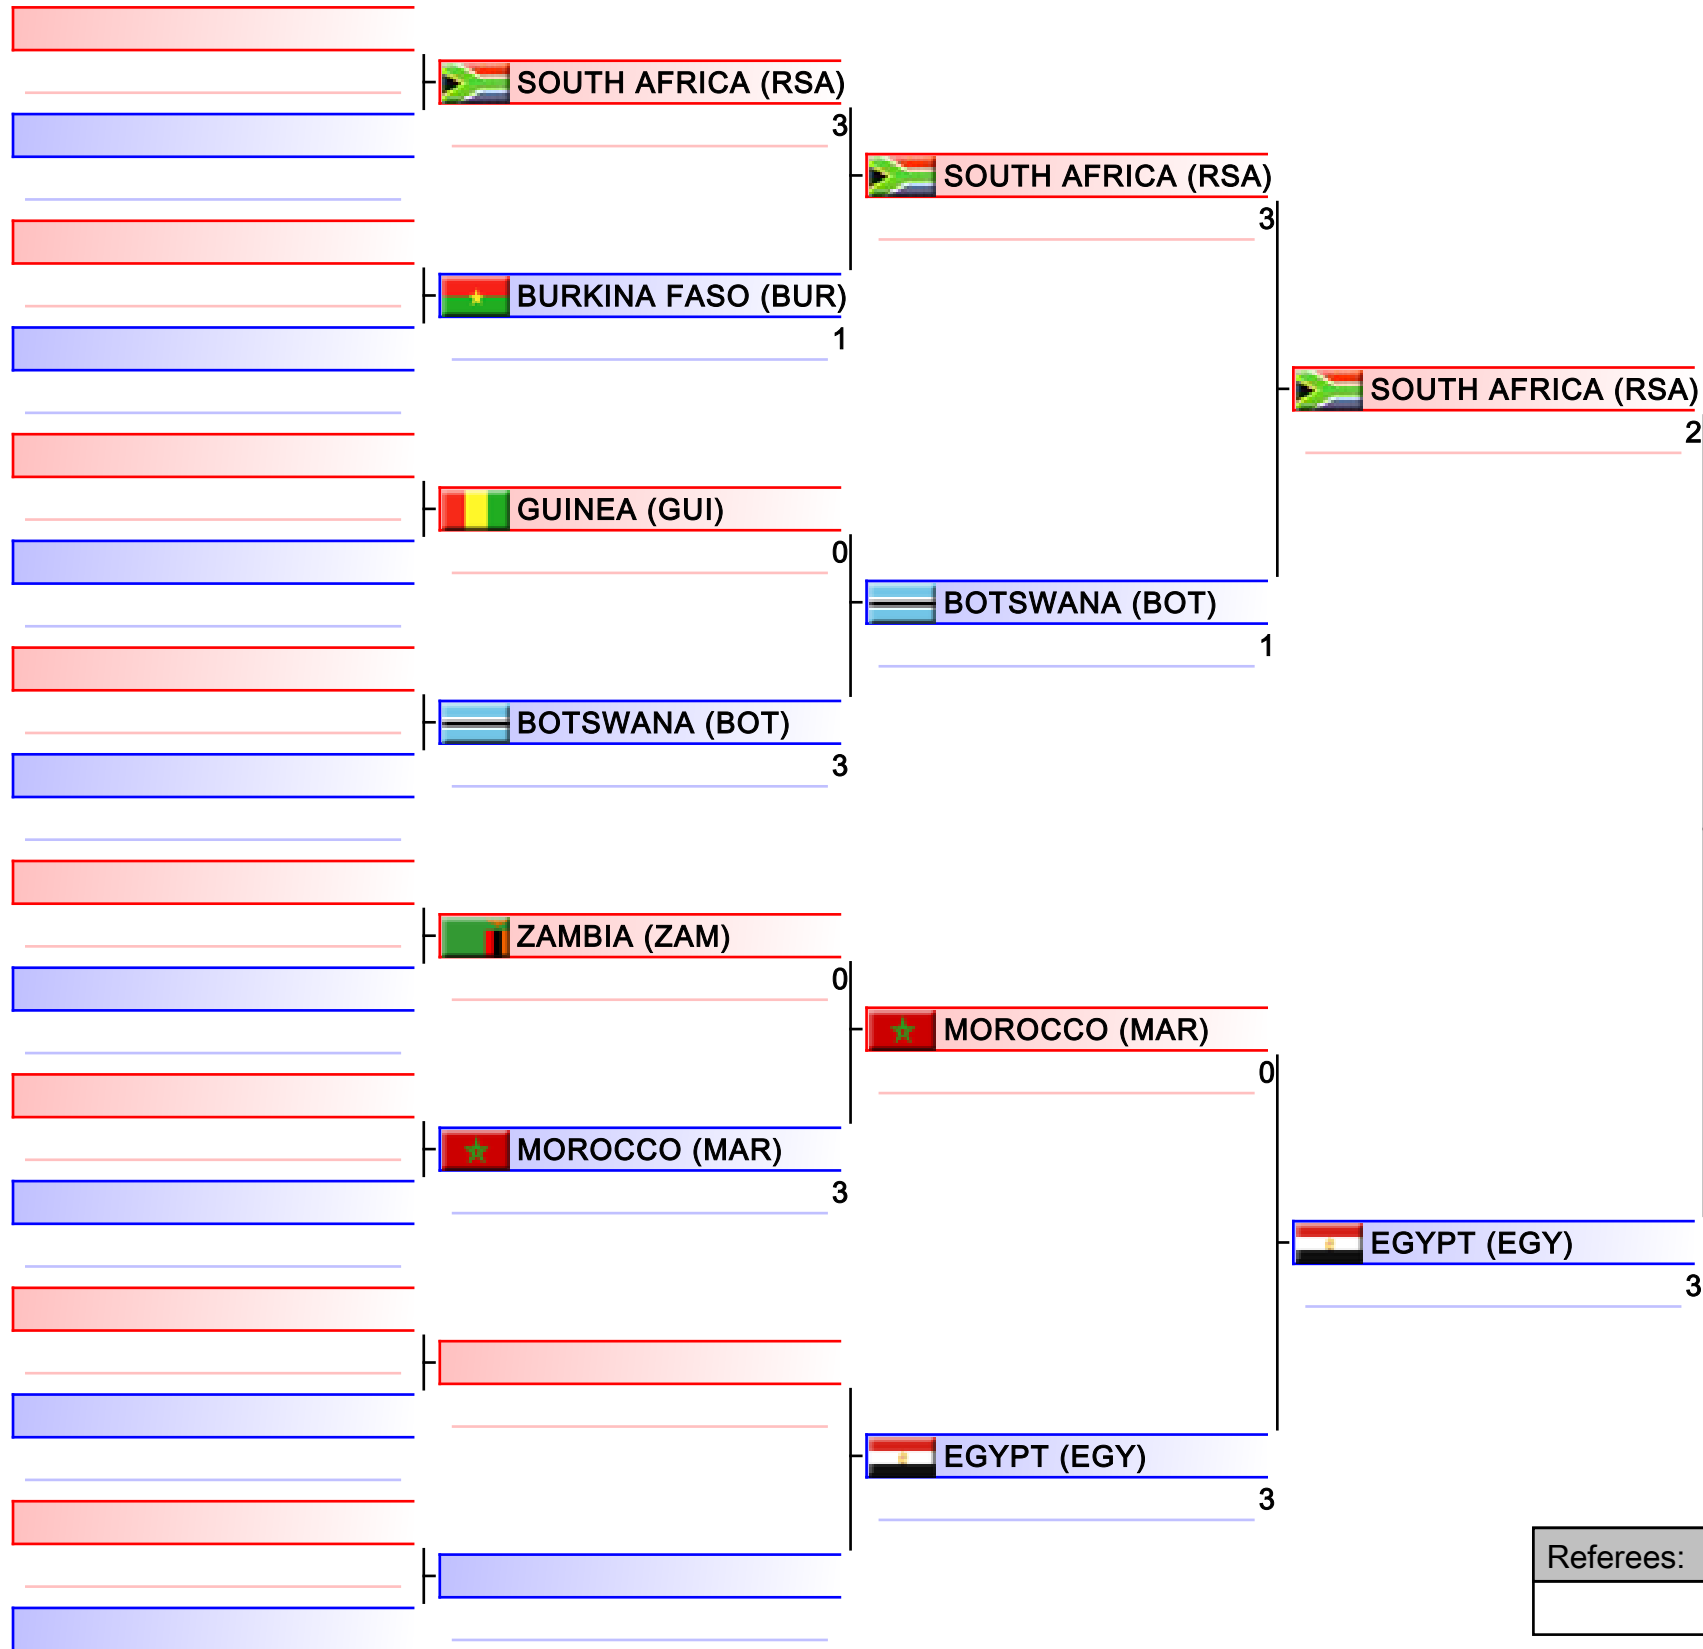 SOUTH AFRICA (RSA)
3
SOUTH AFRICA (RSA)
3
BURKINA FASO (BUR)
1
SOUTH AFRICA (RSA)
2
GUINEA (GUI)
0
BOTSWANA (BOT)
1
BOTSWANA (BOT)
3
ZAMBIA (ZAM)
0
MOROCCO (MAR)
0
MOROCCO (MAR)
3
EGYPT (EGY)
3
EGYPT (EGY)
3
Referees: